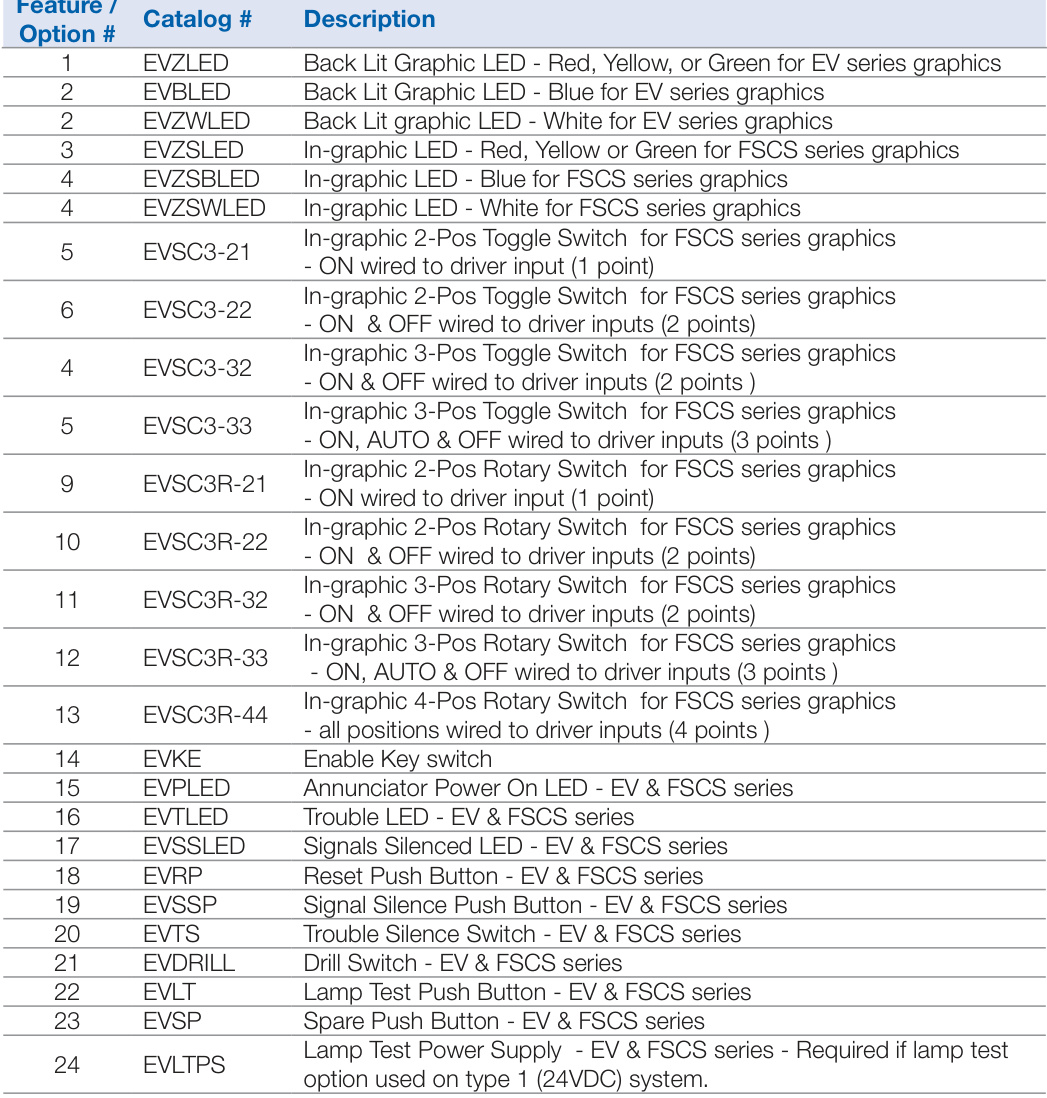 Feature / Option # Catalog # Description
1 EVZLED Back Lit Graphic LED - Red, Yellow, or Green for EV series graphics
2 EVBLED Back Lit Graphic LED - Blue for EV series graphics
2 EVZWLED Back Lit graphic LED - White for EV series graphics
3 EVZSLED In-graphic LED - Red, Yellow or Green for FSCS series graphics
4 EVZSBLED In-graphic LED - Blue for FSCS series graphics
4 EVZSWLED In-graphic LED - White for FSCS series graphics
5 EVSC3-21 In-graphic 2-Pos Toggle Switch for FSCS series graphics
- ON wired to driver input (1 point)
6 EVSC3-22 In-graphic 2-Pos Toggle Switch for FSCS series graphics
- ON & OFF wired to driver inputs (2 points)
4 EVSC3-32 In-graphic 3-Pos Toggle Switch for FSCS series graphics
- ON & OFF wired to driver inputs (2 points )
5 EVSC3-33 In-graphic 3-Pos Toggle Switch for FSCS series graphics
- ON, AUTO & OFF wired to driver inputs (3 points )
9 EVSC3R-21 In-graphic 2-Pos Rotary Switch for FSCS series graphics
- ON wired to driver input (1 point)
10 EVSC3R-22 In-graphic 2-Pos Rotary Switch for FSCS series graphics
- ON & OFF wired to driver inputs (2 points)
11 EVSC3R-32 In-graphic 3-Pos Rotary Switch for FSCS series graphics
- ON & OFF wired to driver inputs (2 points)
12 EVSC3R-33 In-graphic 3-Pos Rotary Switch for FSCS series graphics
- ON, AUTO & OFF wired to driver inputs (3 points )
13 EVSC3R-44 In-graphic 4-Pos Rotary Switch for FSCS series graphics
- all positions wired to driver inputs (4 points )
14 EVKE Enable Key switch
15 EVPLED Annunciator Power On LED - EV & FSCS series
16 EVTLED Trouble LED - EV & FSCS series
17 EVSSLED Signals Silenced LED - EV & FSCS series
18 EVRP Reset Push Button - EV & FSCS series
19 EVSSP Signal Silence Push Button - EV & FSCS series
20 EVTS Trouble Silence Switch - EV & FSCS series
21 EVDRILL Drill Switch - EV & FSCS series
22 EVLT Lamp Test Push Button - EV & FSCS series
23 EVSP Spare Push Button - EV & FSCS series
24 EVLTPS Lamp Test Power Supply - EV & FSCS series - Required if lamp test
option used on type 1 (24VDC) system.